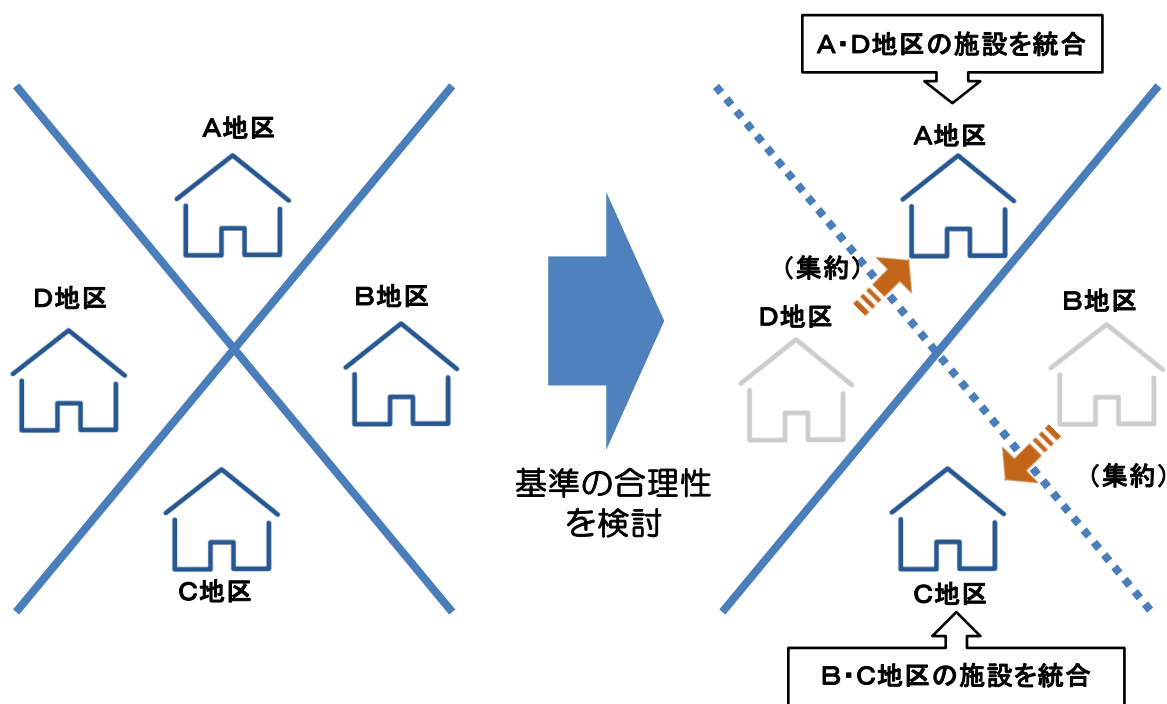 A地区
D地区
B地区
C地区
基準の合理性
を検討
A・D地区の施設を統合
A地区
(集約)
D地区
B地区
(集約)
C地区
B・C地区の施設を統合